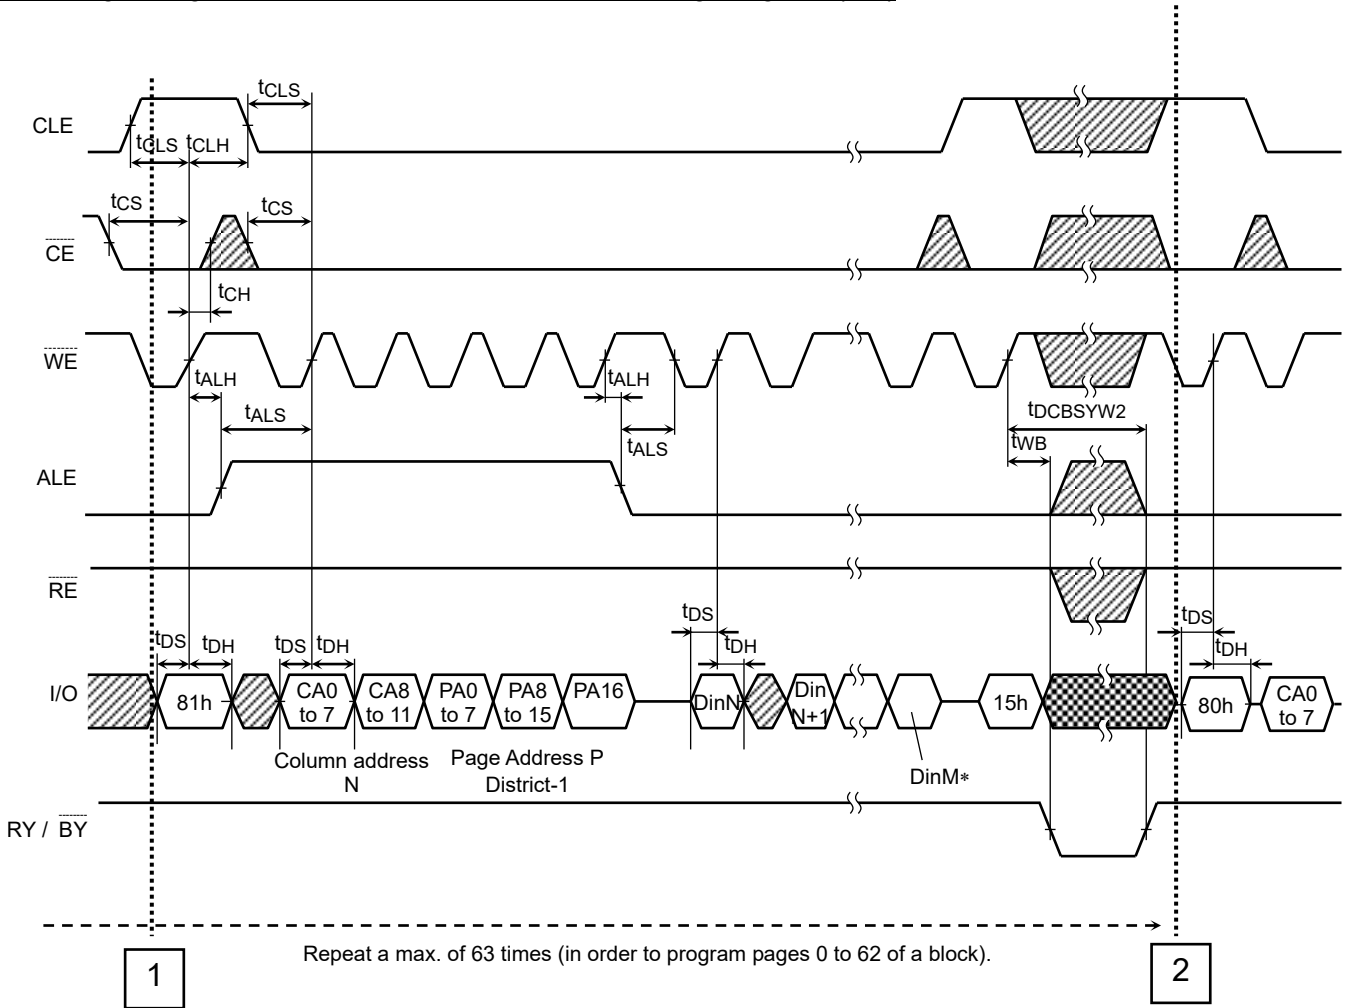 tCLS
CLE
tCLS tCLH
tCS tCS
CE
tCH
WE
tALH tALH
tALS tALS
tDCBSYW2
tWB
ALE
RE
tDS tDH tDS tDH tDS tDH tDS tDH
I/O
81h
CA0 to 7
CA8 to 11
PA0 to 7
PA8 to 15
PA16
DinN
Din N+1
15h
80h
CA0 to 7
Column address
N
Page Address P
District-1
DinM*
RY / BY
Repeat a max. of 63 times (in order to program pages 0 to 62 of a block).
1
2